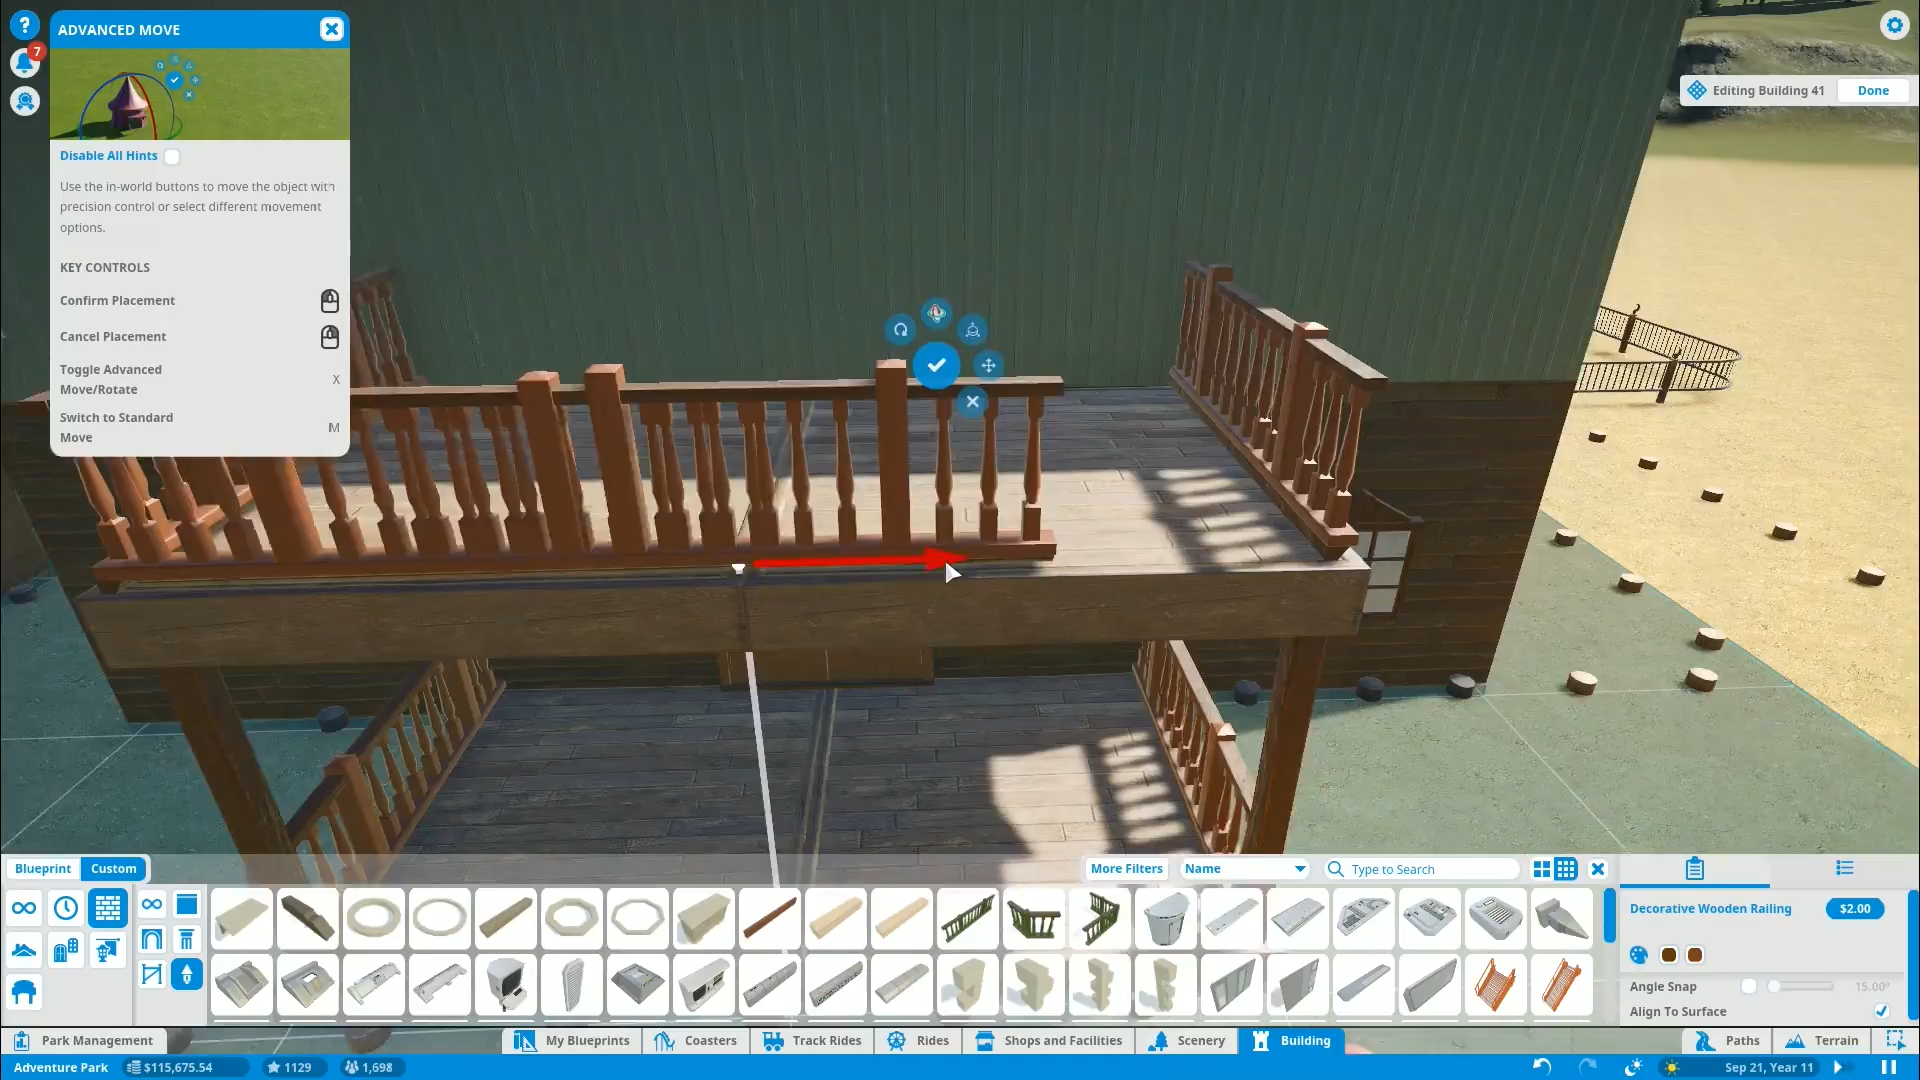 ?
ADVANCED MOVE
7
Disable All Hints
Use the in-world buttons to move the object with
precision control or select different movement
options.
KEY CONTROLS
Confirm Placement
Cancel Placement
Toggle Advanced
Move/Rotate
X
Switch to Standard
Move
M
Editing Building 41
Done
Blueprint
Custom
More Filters
Name
Type to Search
Decorative Wooden Railing
$2.00
Angle Snap
15.00°
Align To Surface
Park Management
My Blueprints
Coasters
Track Rides
Rides
Shops and Facilities
Scenery
Building
Paths
Terrain
Adventure Park
$115,675.54
1129
1,698
Sep 21, Year 11